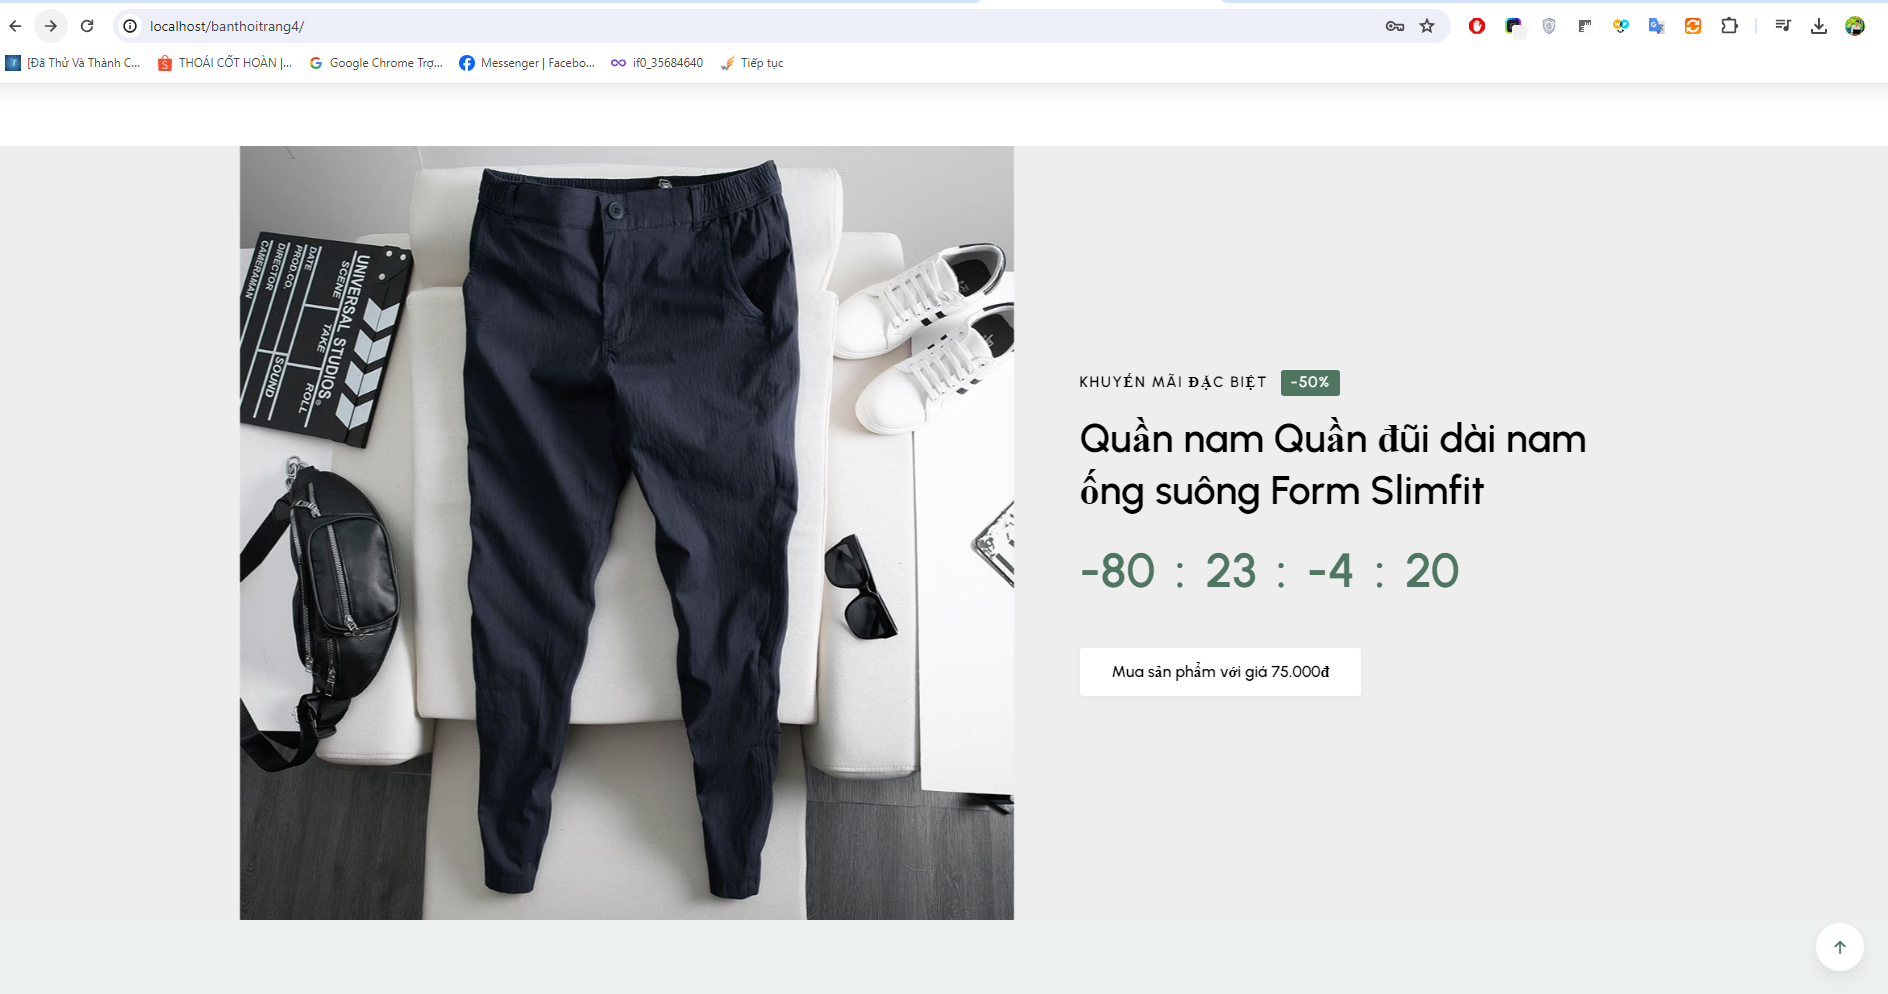 localhost/banthoitrang4/
[Đã Thử Và Thành C...
THOÁI CỐT HOÀN |...
Google Chrome Trợ...
Messenger | Facebo...
if0_35684640
Tiếp tục
UNIVERSAL STUDIOS
SCENE
TAKE
ROLL
DATE
SOUND
PROD.CO.
DIRECTOR
CAMERAMAN
KHUYẾN MÃI ĐẶC BIỆT -50%
Quần nam Quần đũi dài nam
ống suông Form Slimfit
-80 : 23 : -4 : 20
Mua sản phẩm với giá 75.000đ